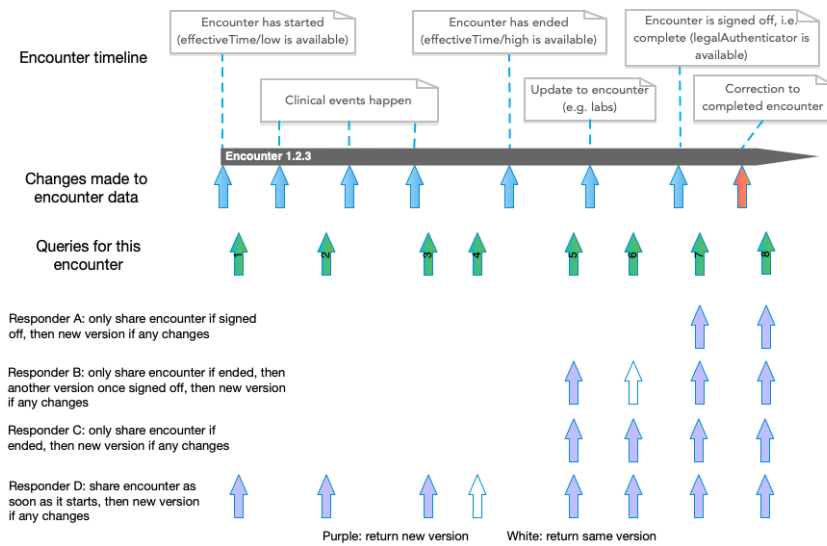 Encounter has started
(effectiveTime/low is available)
Encounter has ended
(effectiveTime/high is available)
Encounter is signed off, i.e.
complete (legalAuthenticator is
available)
Encounter timeline
Clinical events happen
Update to encounter
(e.g. labs)
Correction to
completed encounter
Encounter 1.2.3
Changes made to
encounter data
Queries for this
encounter
1
2
3
4
5
6
7
8
Responder A: only share encounter if signed
off, then new version if any changes
Responder B: only share encounter if ended, then
another version once signed off, then new version
if any changes
Responder C: only share encounter if
ended, then new version if any changes
Responder D: share encounter as
soon as it starts, then new version
if any changes
Purple: return new version
White: return same version